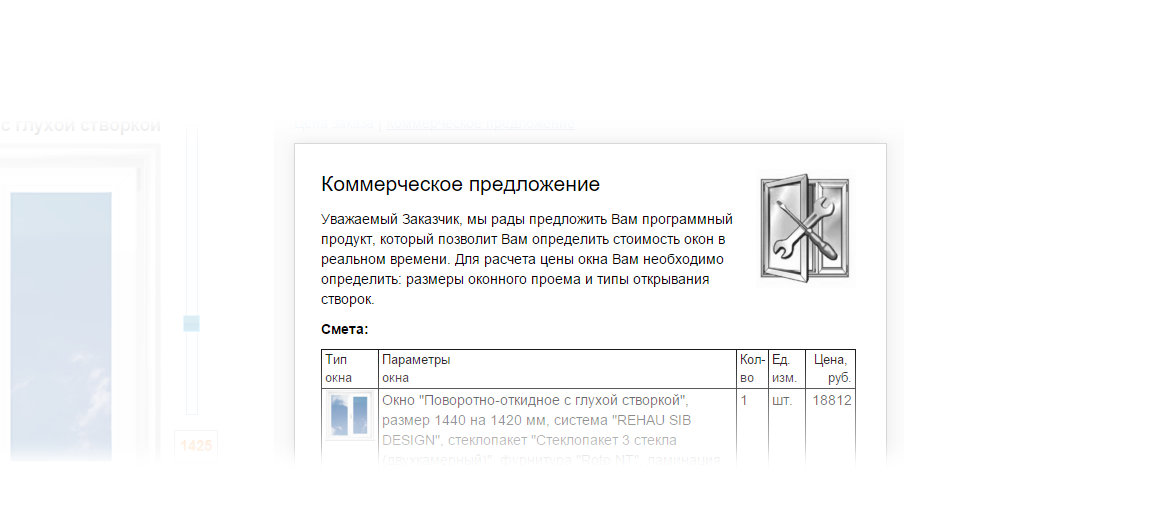 с глухой створкой
Коммерческое предложение
Коммерческое предложение
Уважаемый Заказчик, мы рады предложить Вам программный
продукт, который позволит Вам определить стоимость окон в
реальном времени. Для расчета цены окна Вам необходимо
определить: размеры оконного проема и типы открывания
створок.
Смета:
Тип окна
Параметры окна
Кол-во
Ед. изм.
Цена, руб.
Окно "Поворотно-откидное с глухой створкой",
размер 1440 на 1420 мм, система "REHAU SIB
DESIGN", стеклопакет "Стеклопакет 3 стекла
(двухкамерный)", фурнитура "Roto NT", ламинация
1
шт.
18812
1425